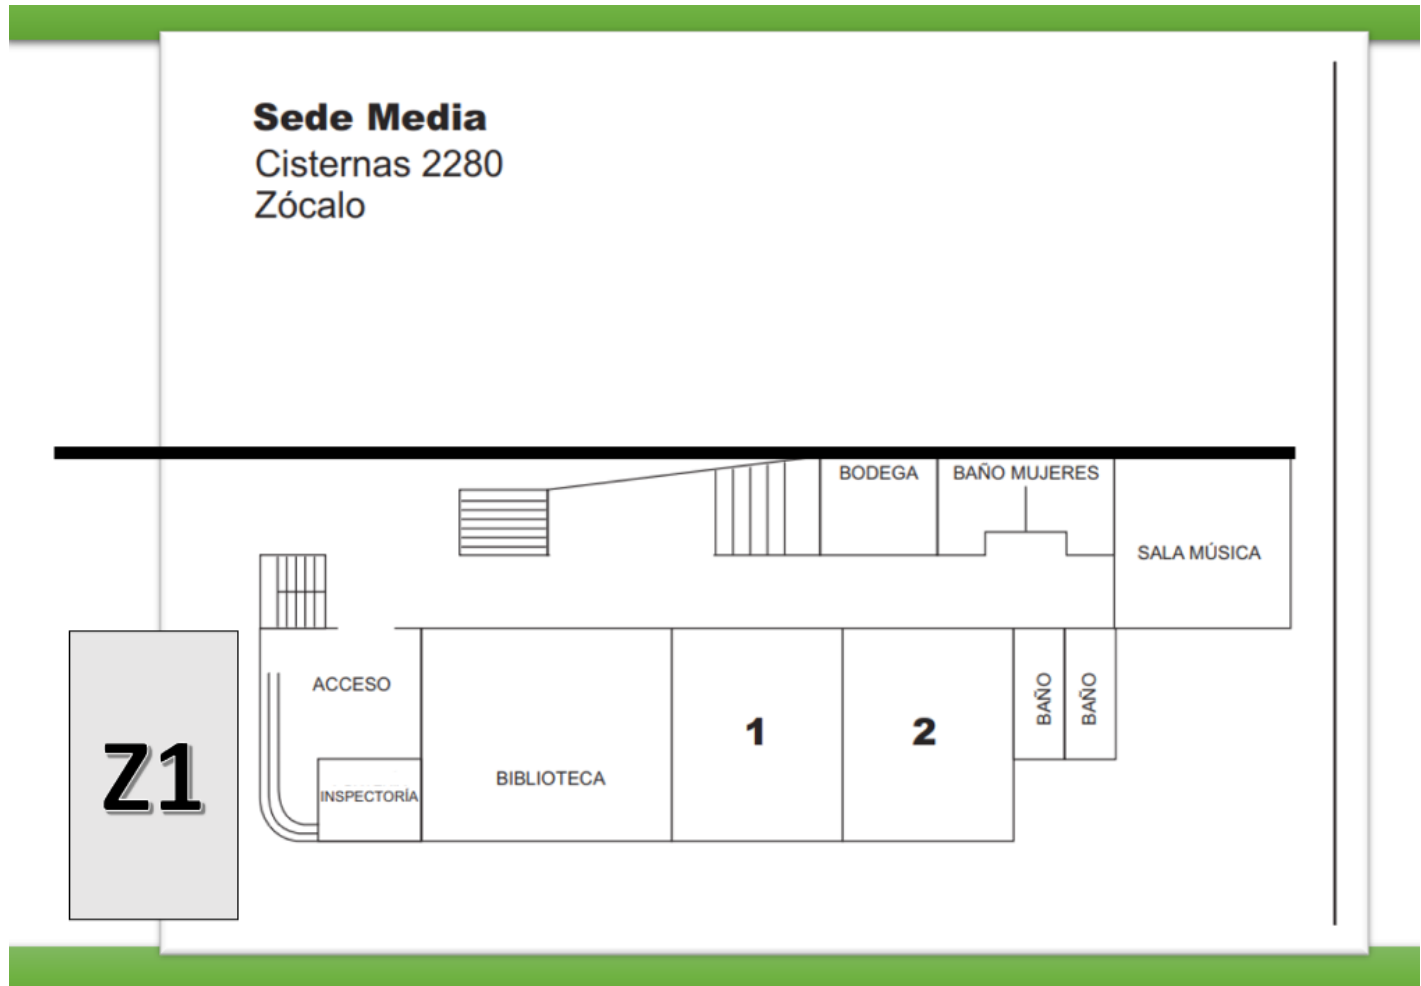 Sede Media
Cisternas 2280
Zócalo
BODEGA
BAÑO MUJERES
SALA MÚSICA
ACCESO
BAÑO
BAÑO
1
2
Z1
BIBLIOTECA
INSPECTORÍA